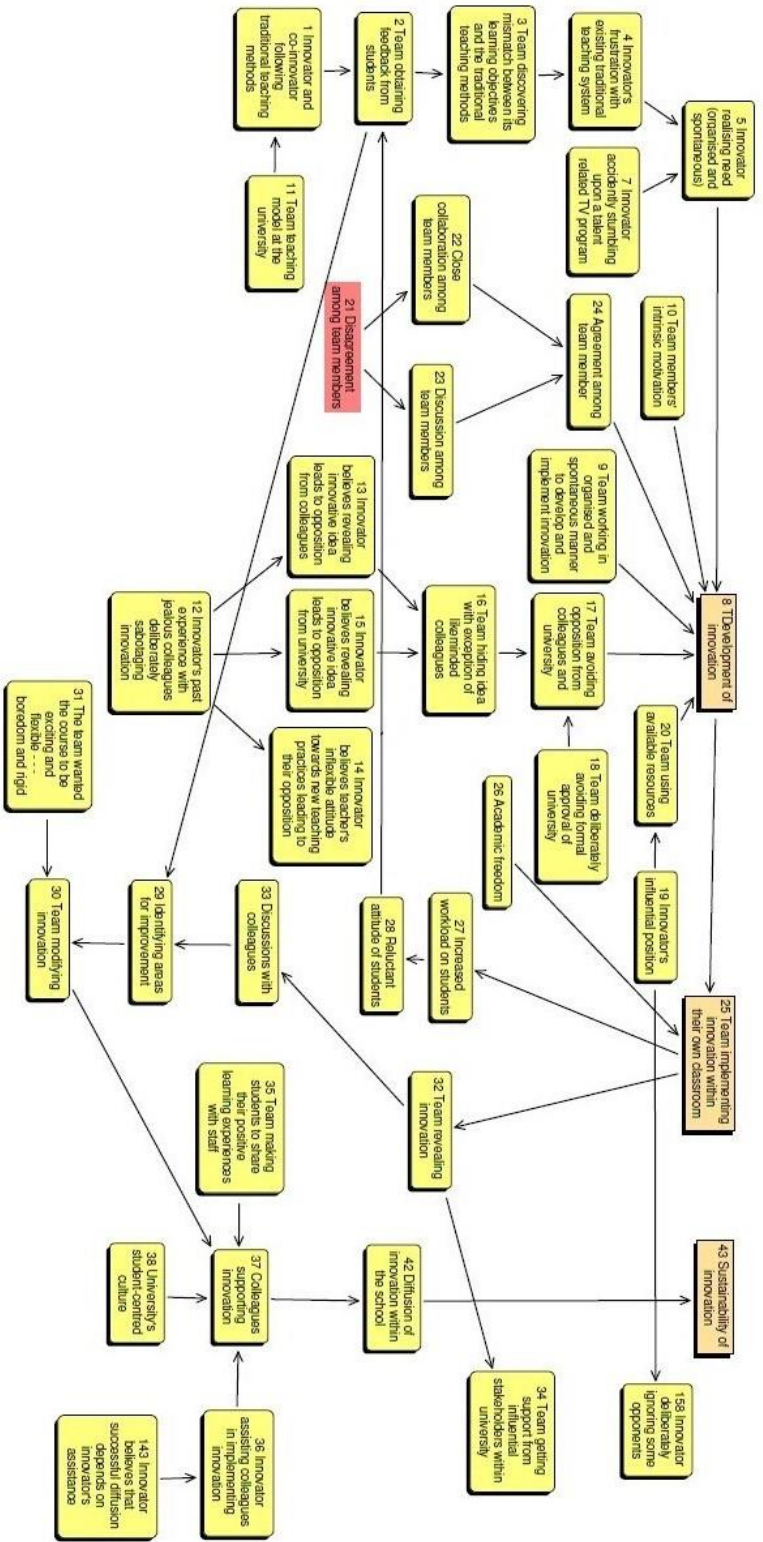 1 Innovator and
co-innovator
following
traditional teaching
methods
2 Team obtaining
feedback from
students
3 Team discovering
mismatch between its
learning objectives
and the traditional
teaching methods
4 Innovator's
frustration with
existing traditional
teaching system
5 Innovator
realising need
(organised and
spontaneous)
7 Innovator
accidently stumbling
upon a talent
related TV program
11 Team teaching
model at the
university
22 Close
collaboration among
team members
21 Disagreement
among team members
23 Discussion among
team members
24 Agreement among
team member
10 Team members'
intrinsic motivation
9 Team working in
organised and
spontaneous manner
to develop and
implement innovation
8 TDevelopment of
innovation
13 Innovator
believes revealing
innovative idea
leads to opposition
from colleagues
15 Innovator
believes revealing
innovative idea
leads to opposition
from university
14 Innovator
believes teacher's
inflexible attitude
towards new teaching
practices leading to
their opposition
12 Innovator's past
experience with
jealous colleagues
deliberately
sabotaging
innovation
16 Team hiding idea
with exception of
likeminded
colleagues
17 Team avoiding
opposition from
colleagues and
university
18 Team deliberately
avoiding formal
approval of
university
20 Team using
available resources
19 Innovator's
influential position
26 Academic freedom
25 Team implementing
innovation within
their own classroom
27 Increased
workload on students
28 Reluctant
attitude of students
33 Discussions with
colleagues
29 Identifying areas
for improvement
31 The team wanted
the course to be
exciting and
flexible - - -
boredom and rigid
30 Team modifying
innovation
32 Team revealing
innovation
35 Team making
students to share
their positive
learning experiences
with staff
34 Team getting
support from
influential
stakeholders within
university
37 Colleagues
supporting
innovation
38 University's
student-centred
culture
42 Diffusion of
innovation within
the school
43 Sustainability of
innovation
158 Innovator
deliberately
ignoring some
opponents
36 Innovator
assisting colleagues
in implementing
innovation
143 Innovator
believes that
successful diffusion
depends on
innovator's
assistance